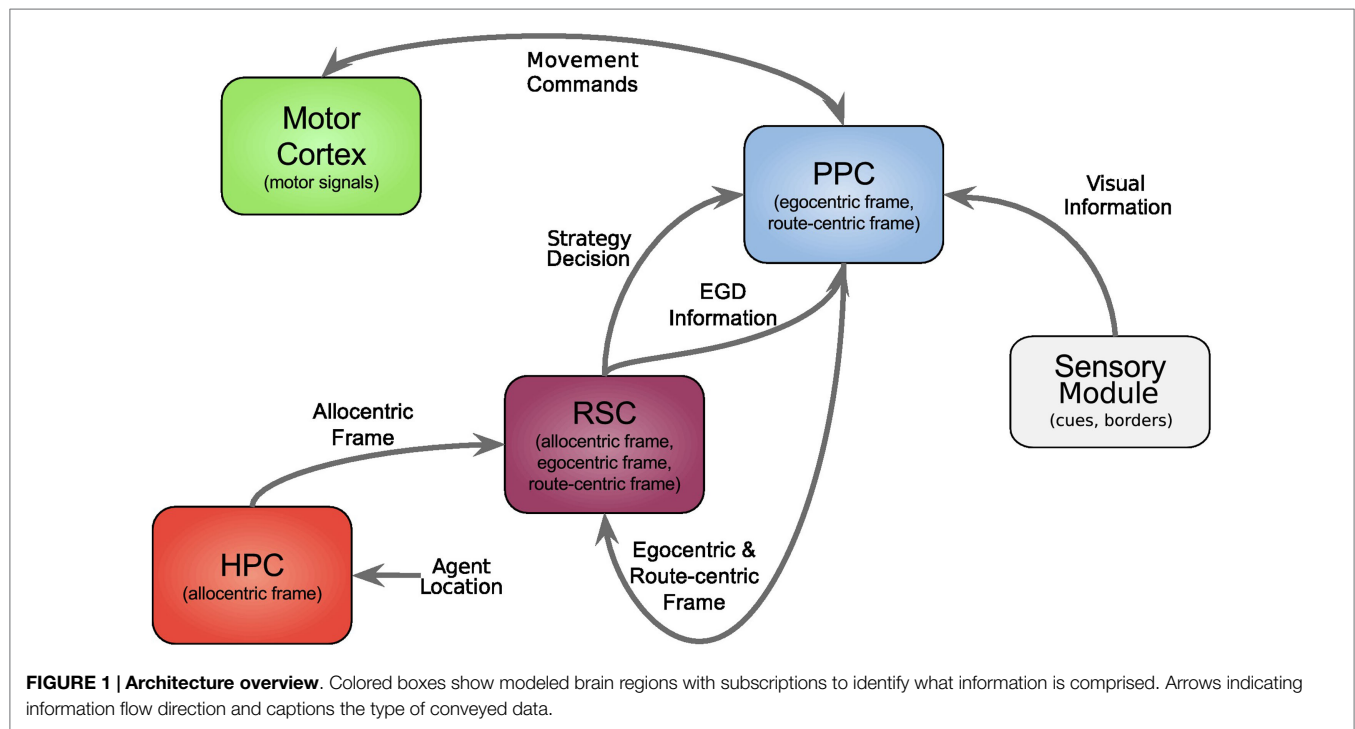 Movement
Commands
Motor
Cortex
(motor signals)
PPC
(egocentric frame,
route-centric frame)
Visual
Information
Strategy
Decision
EGD
Information
Sensory
Module
(cues, borders)
Allocentric
Frame
RSC
(allocentric frame,
egocentric frame,
route-centric frame)
HPC
(allocentric frame)
Agent
Location
Egocentric &
Route-centric
Frame
FIGURE 1 | Architecture overview. Colored boxes show modeled brain regions with subscriptions to identify what information is comprised. Arrows indicating
information flow direction and captions the type of conveyed data.